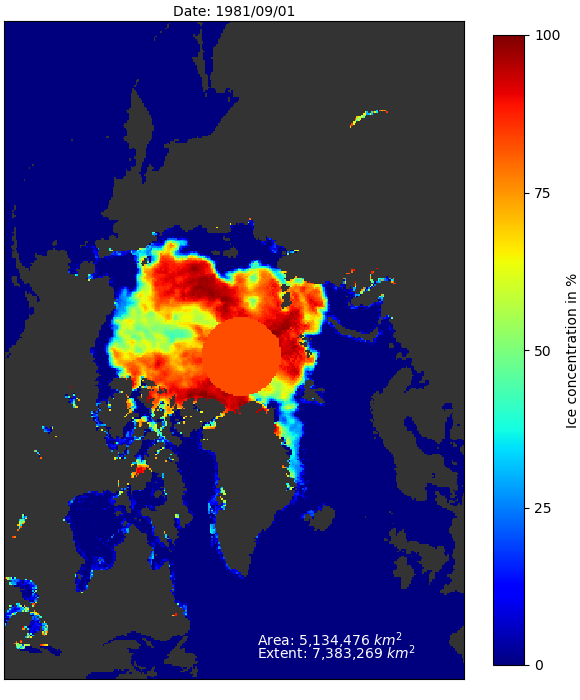 Date: 1981/09/01
100
75
50
25
0
Ice concentration in %
Area: 5,134,476 km²
Extent: 7,383,269 km²